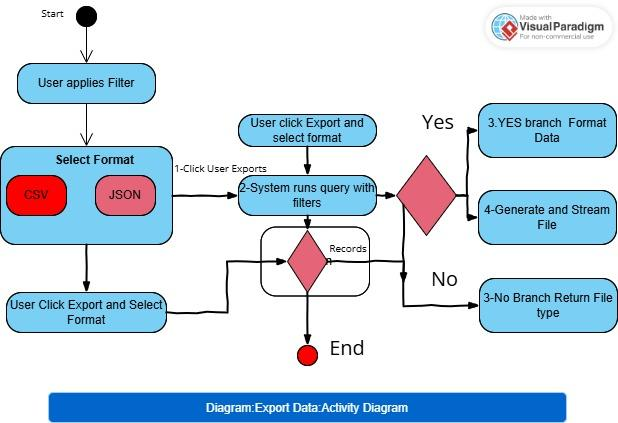 Start
Made with
VisualParadigm
For non-commercial use
User applies Filter
User click Export and
select format
Yes
3.YES branch Format
Data
Select Format
CSV
JSON
1-Click User Exports
2-System runs query with
filters
4-Generate and Stream
File
Records
n
No
User Click Export and Select
Format
3-No Branch Return File
type
End
Diagram:Export Data:Activity Diagram